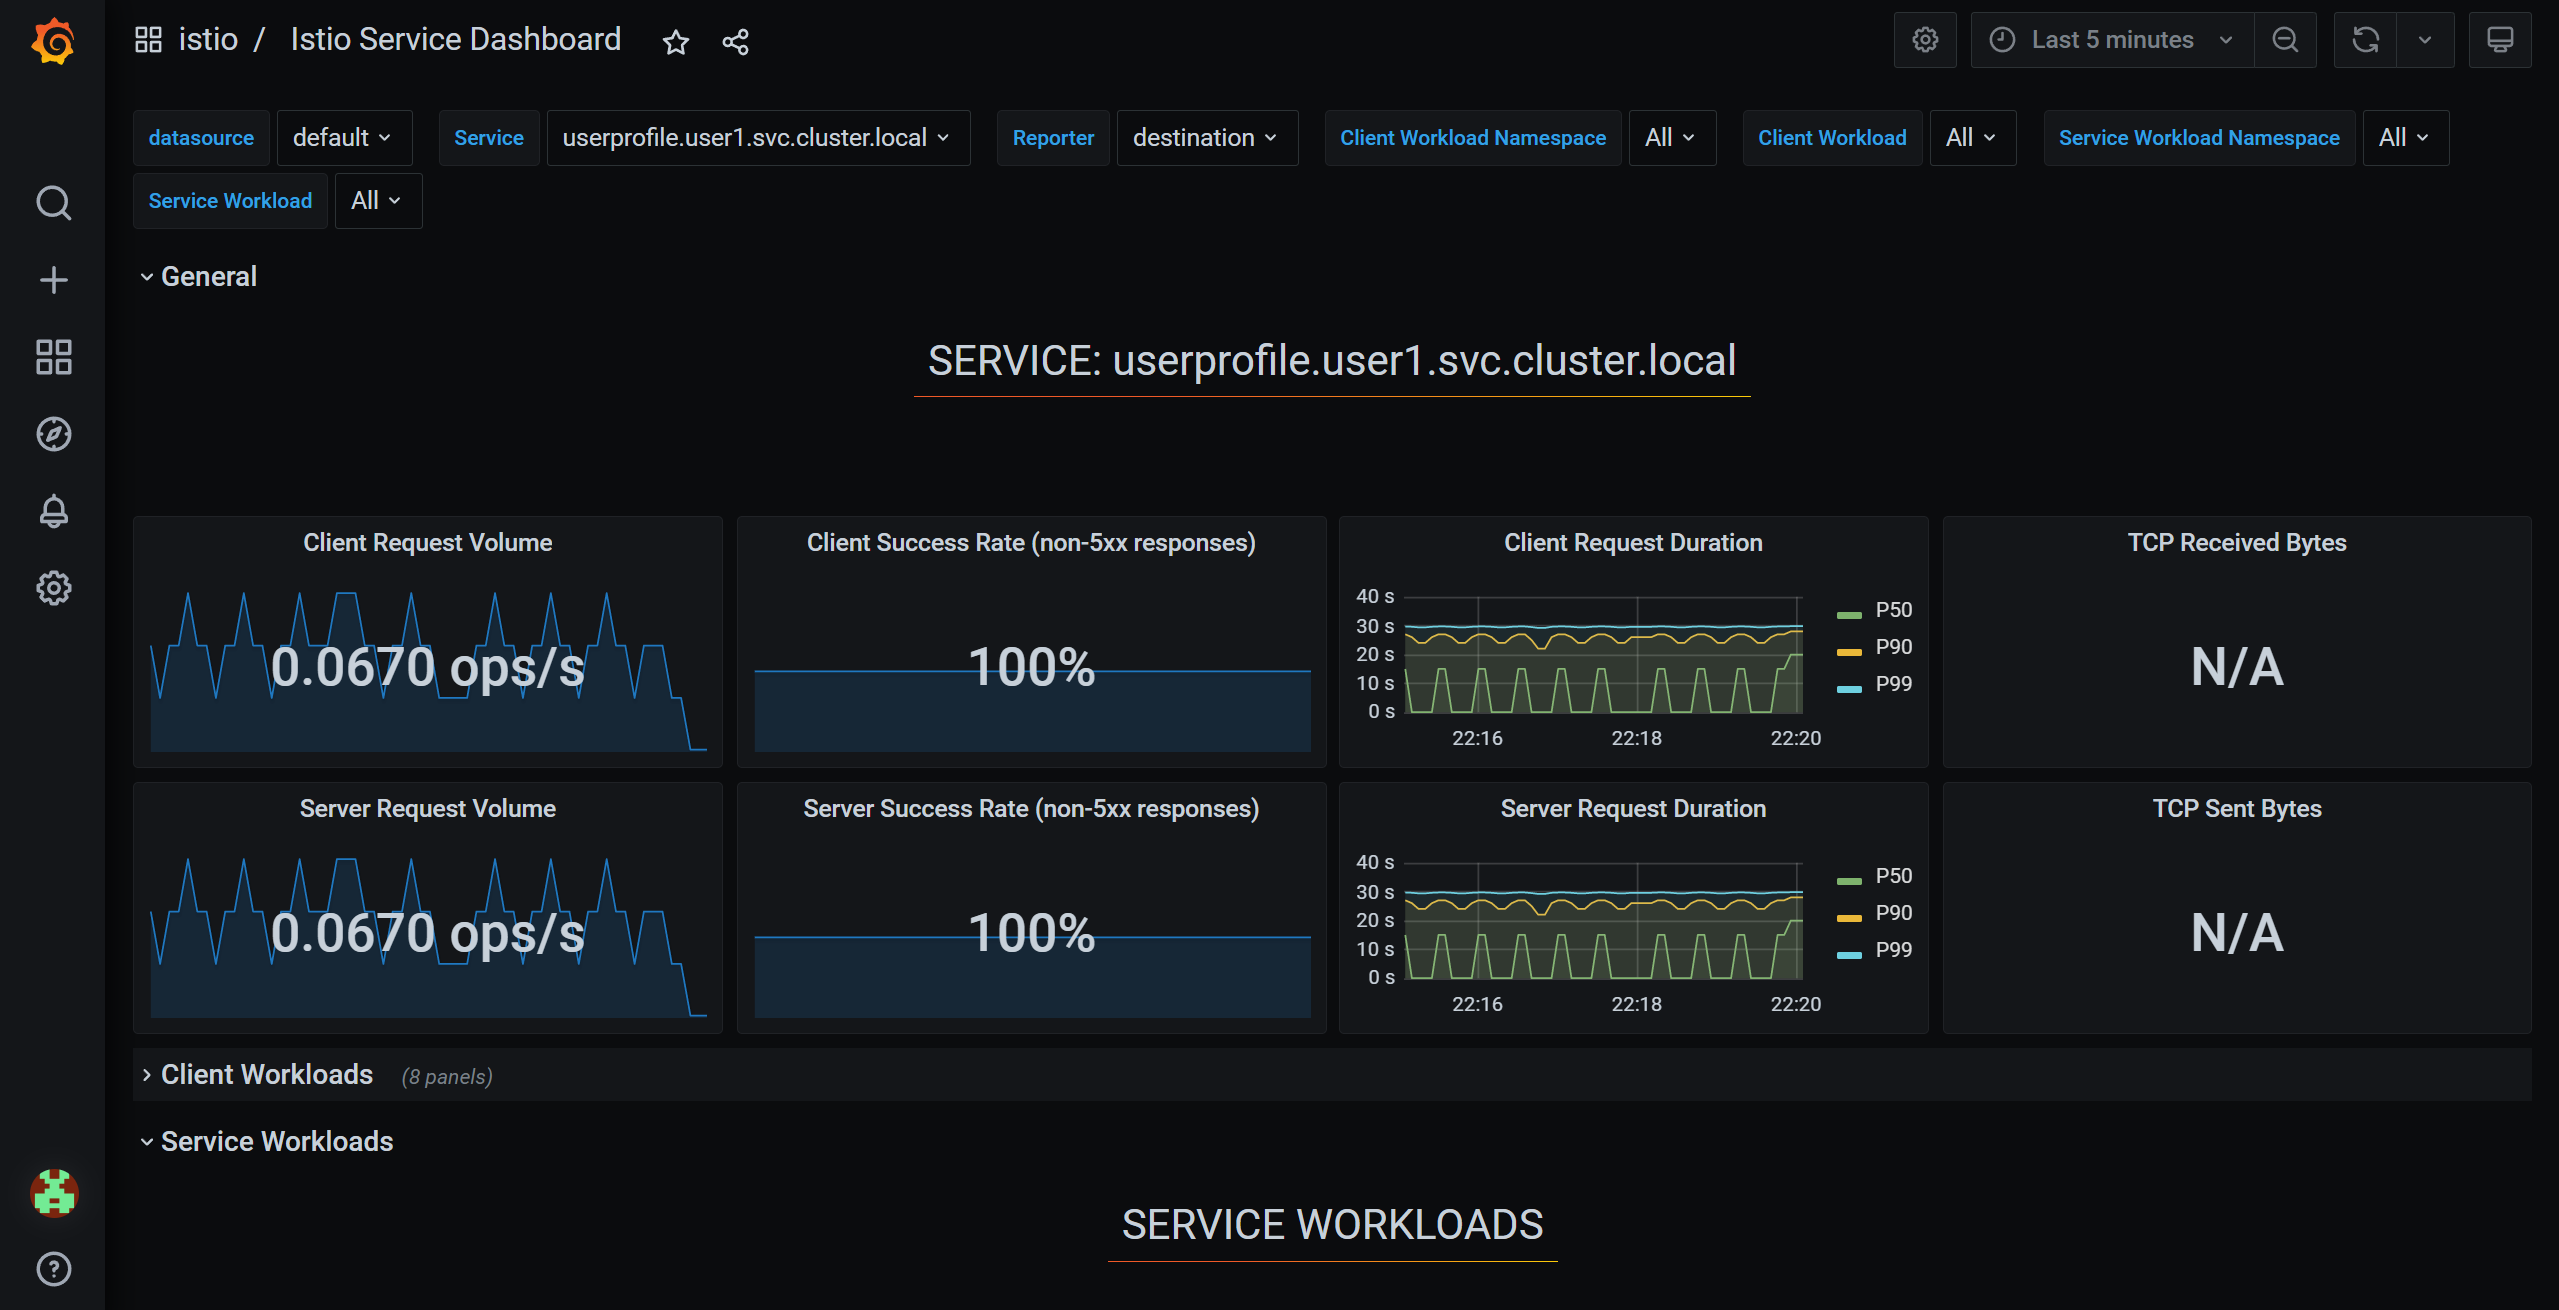 istio / Istio Service Dashboard
Last 5 minutes
datasource default Service userprofile.user1.svc.cluster.local Reporter destination Client Workload Namespace All Client Workload All Service Workload Namespace All
Service Workload All
General
SERVICE: userprofile.user1.svc.cluster.local
Client Request Volume
0.0670 ops/s
Client Success Rate (non-5xx responses)
100%
Client Request Duration
40 s
30 s
20 s
10 s
0 s
22:16 22:18 22:20
P50
P90
P99
TCP Received Bytes
N/A
Server Request Volume
0.0670 ops/s
Server Success Rate (non-5xx responses)
100%
Server Request Duration
40 s
30 s
20 s
10 s
0 s
22:16 22:18 22:20
P50
P90
P99
TCP Sent Bytes
N/A
Client Workloads (8 panels)
Service Workloads
SERVICE WORKLOADS